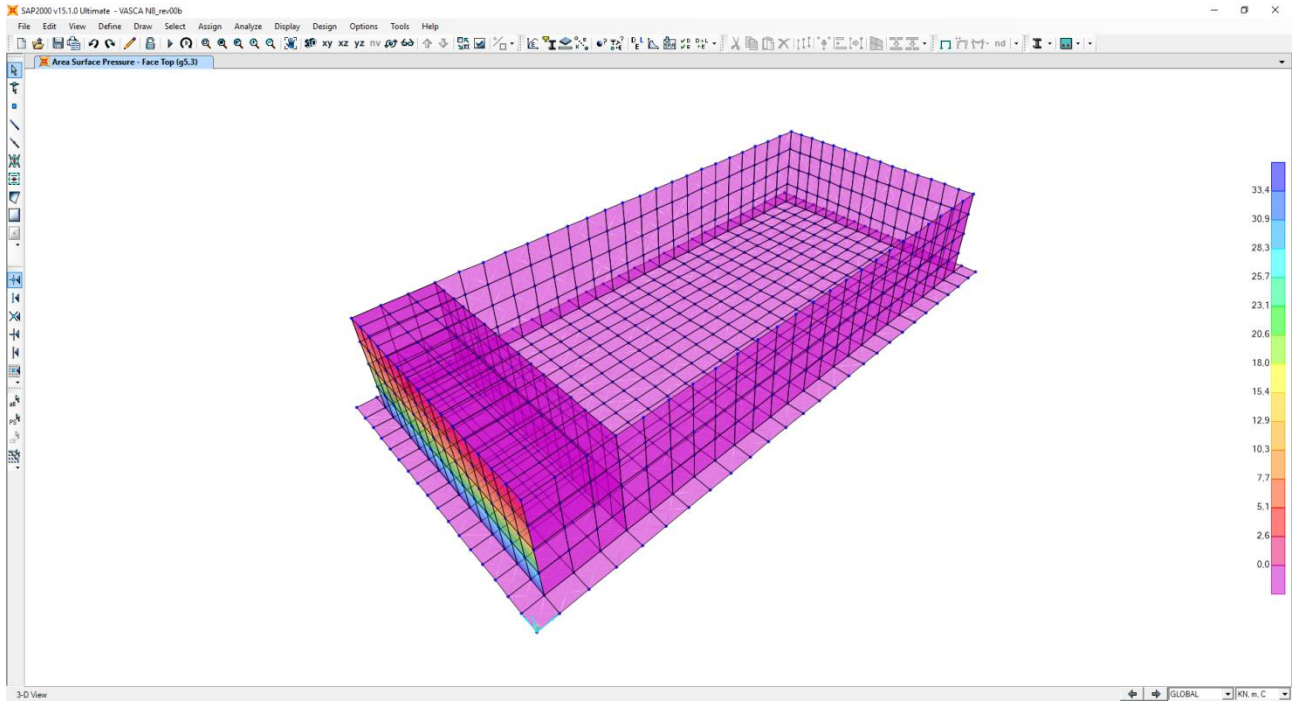 SAP2000 v15.1.0 Ultimate - VASCA N8_rev00b
File Edit View Define Draw Select Assign Analyze Display Design Options Tools Help
xy xz yz nv nd
Area Surface Pressure - Face Top (g5,3)
33,4
30,9
28,3
25,7
23,1
20,6
18,0
15,4
12,9
10,3
7,7
5,1
2,6
0,0
3-D View GLOBAL KN, m, C